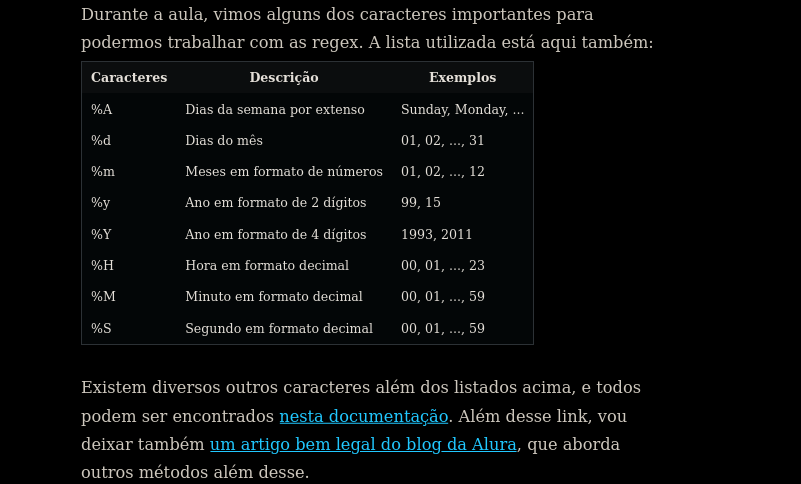 Durante a aula, vimos alguns dos caracteres importantes para
podermos trabalhar com as regex. A lista utilizada está aqui também:
Caracteres Descrição Exemplos
%A Dias da semana por extenso Sunday, Monday, ...
%d Dias do mês 01, 02, ..., 31
%m Meses em formato de números 01, 02, ..., 12
%y Ano em formato de 2 dígitos 99, 15
%Y Ano em formato de 4 dígitos 1993, 2011
%H Hora em formato decimal 00, 01, ..., 23
%M Minuto em formato decimal 00, 01, ..., 59
%S Segundo em formato decimal 00, 01, ..., 59
Existem diversos outros caracteres além dos listados acima, e todos
podem ser encontrados nesta documentação. Além desse link, vou
deixar também um artigo bem legal do blog da Alura, que aborda
outros métodos além desse.